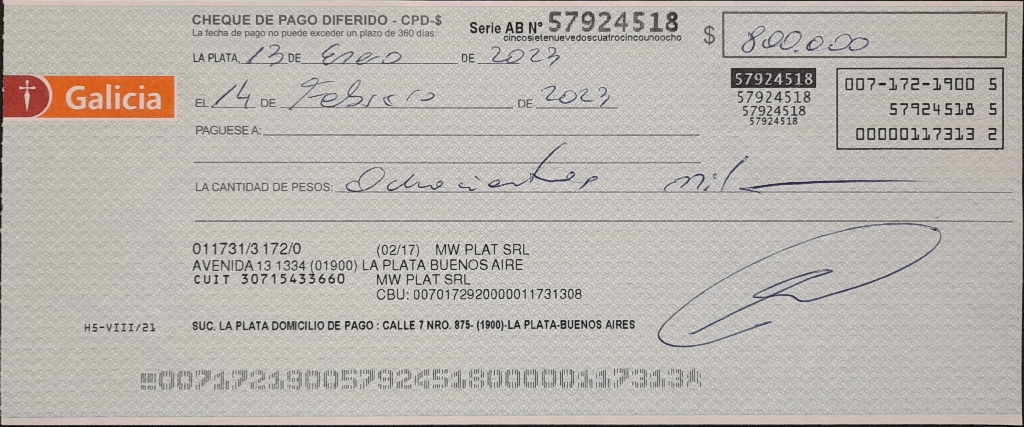 CHEQUE DE PAGO DIFERIDO - CPD-$
La fecha de pago no puede exceder un plazo de 360 días.
Serie AB N° 57924518
cincosietenuevedoscuatrocincounoocho
$ 800.000
LA PLATA, 13 DE Enero DE 2023
Galicia
EL 14 DE Febrero DE 2023
57924518
57924518
57924518
57924518
007-172-1900 5
57924518 5
00000117313 2
PAGUESE A:
LA CANTIDAD DE PESOS: Ochocientos mil
011731/3 172/0 (02/17) MW PLAT SRL
AVENIDA 13 1334 (01900) LA PLATA BUENOS AIRE
CUIT 30715433660 MW PLAT SRL
CBU: 0070172920000011731308
HS-VIII/21
SUC. LA PLATA DOMICILIO DE PAGO : CALLE 7 NRO. 875- (1900)-LA PLATA-BUENOS AIRES
00717219005792451800000117313